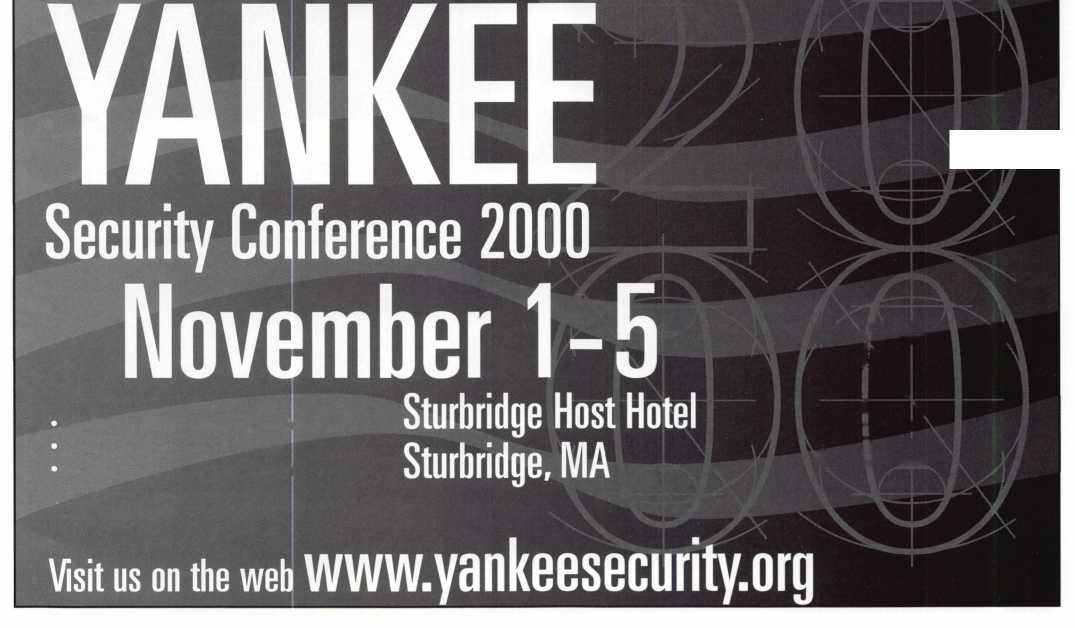 YANKEE
Security Conference 2000
November 1-5
Sturbridge Host Hotel
Sturbridge, MA
Visit us on the web www.yankeesecurity.org